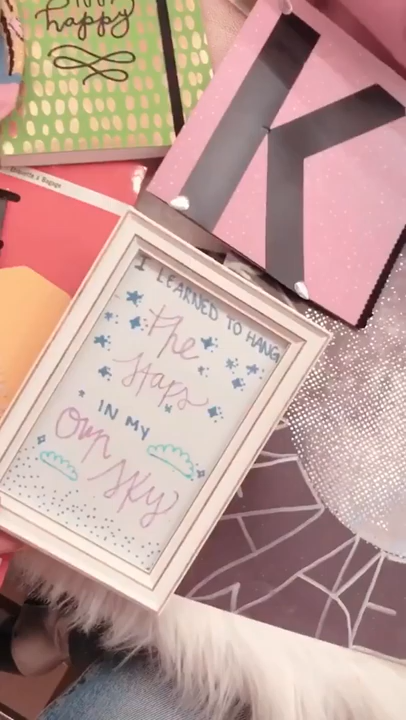 happy
K
I LEARNED TO HANG
the
stars
IN MY
Own
sky